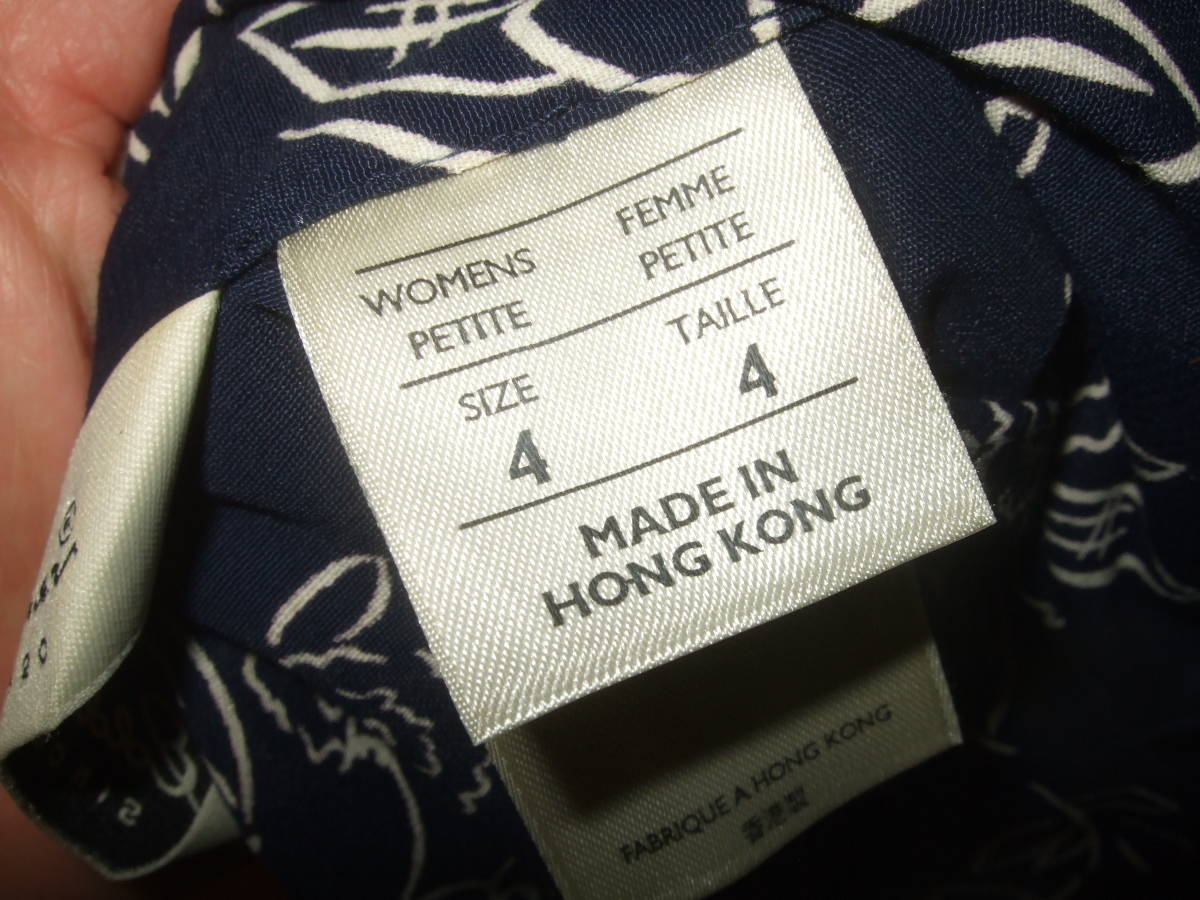 WOMENS FEMME
PETITE PETITE
SIZE TAILLE
4 4
MADE IN
HONG KONG
FABRIQUE A HONG KONG
香港製